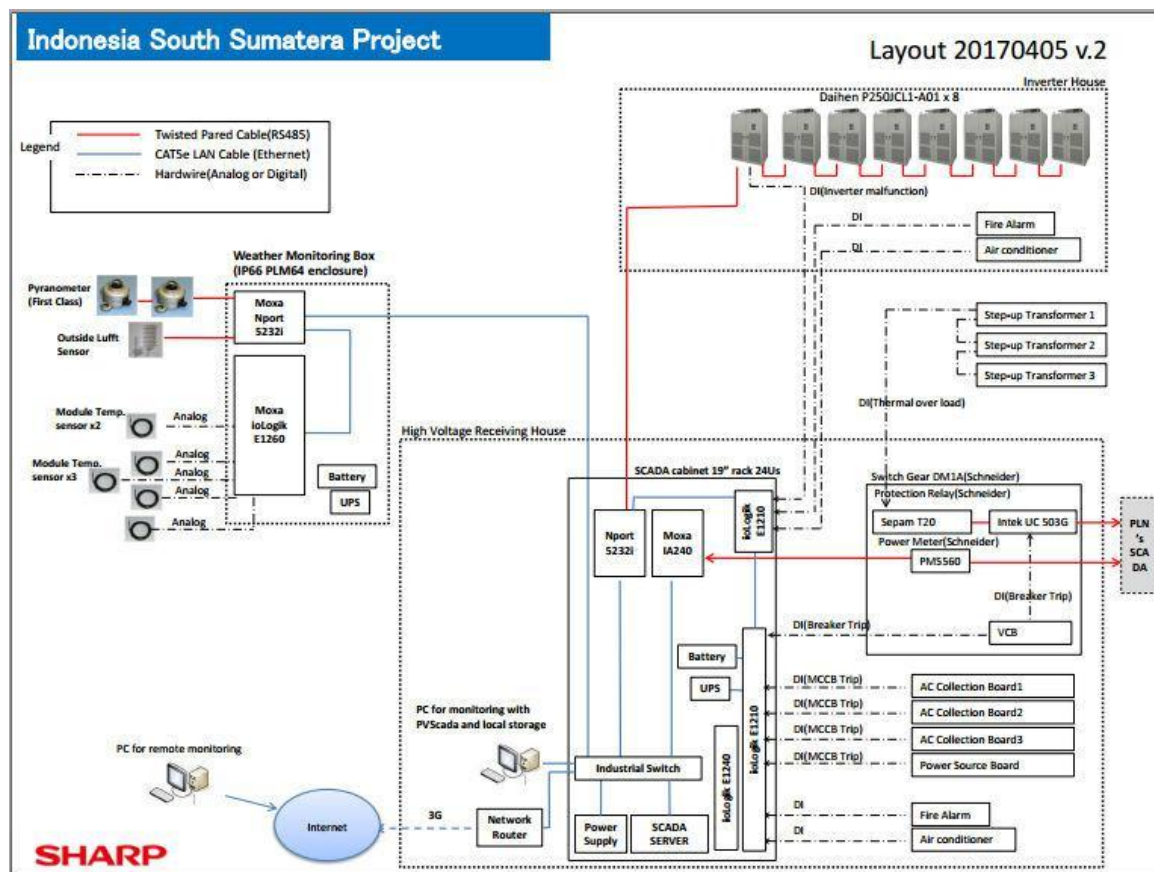 Indonesia South Sumatera Project
Layout 20170405 v.2
Inverter House
Daihen P250JCL1-A01 x 8
Legend
Twisted Pared Cable(RS485)
CAT5e LAN Cable (Ethernet)
Hardwire(Analog or Digital)
DI(Inverter malfunction)
DI
Fire Alarm
DI
Air conditioner
Weather Monitoring Box
(IP66 PLM64 enclosure)
Pyranometer
(First Class)
Moxa
Nport
5232i
Outside Lufft
Sensor
Moxa
ioLogik
E1260
Module Temp.
sensor x2
Analog
Module Temp.
sensor x3
Analog
Analog
Analog
Analog
Battery
UPS
Step-up Transformer 1
Step-up Transformer 2
Step-up Transformer 3
DI(Thermal over load)
High Voltage Receiving House
SCADA cabinet 19" rack 24Us
Nport
5232i
Moxa
IA240
ioLogik
E1210
Switch Gear DM1A(Schneider)
Protection Relay(Schneider)
Sepam T20
Intek UC 503G
Power Meter(Schneider)
PM5560
DI(Breaker Trip)
VCB
PLN
's
SCA
DA
DI(Breaker Trip)
Battery
UPS
ioLogik E1210
ioLogik E1240
DI(MCCB Trip)
AC Collection Board1
DI(MCCB Trip)
AC Collection Board2
DI(MCCB Trip)
AC Collection Board3
DI(MCCB Trip)
Power Source Board
DI
Fire Alarm
DI
Air conditioner
PC for monitoring with
PVScada and local storage
Industrial Switch
Power
Supply
SCADA
SERVER
PC for remote monitoring
Internet
3G
Network
Router
SHARP